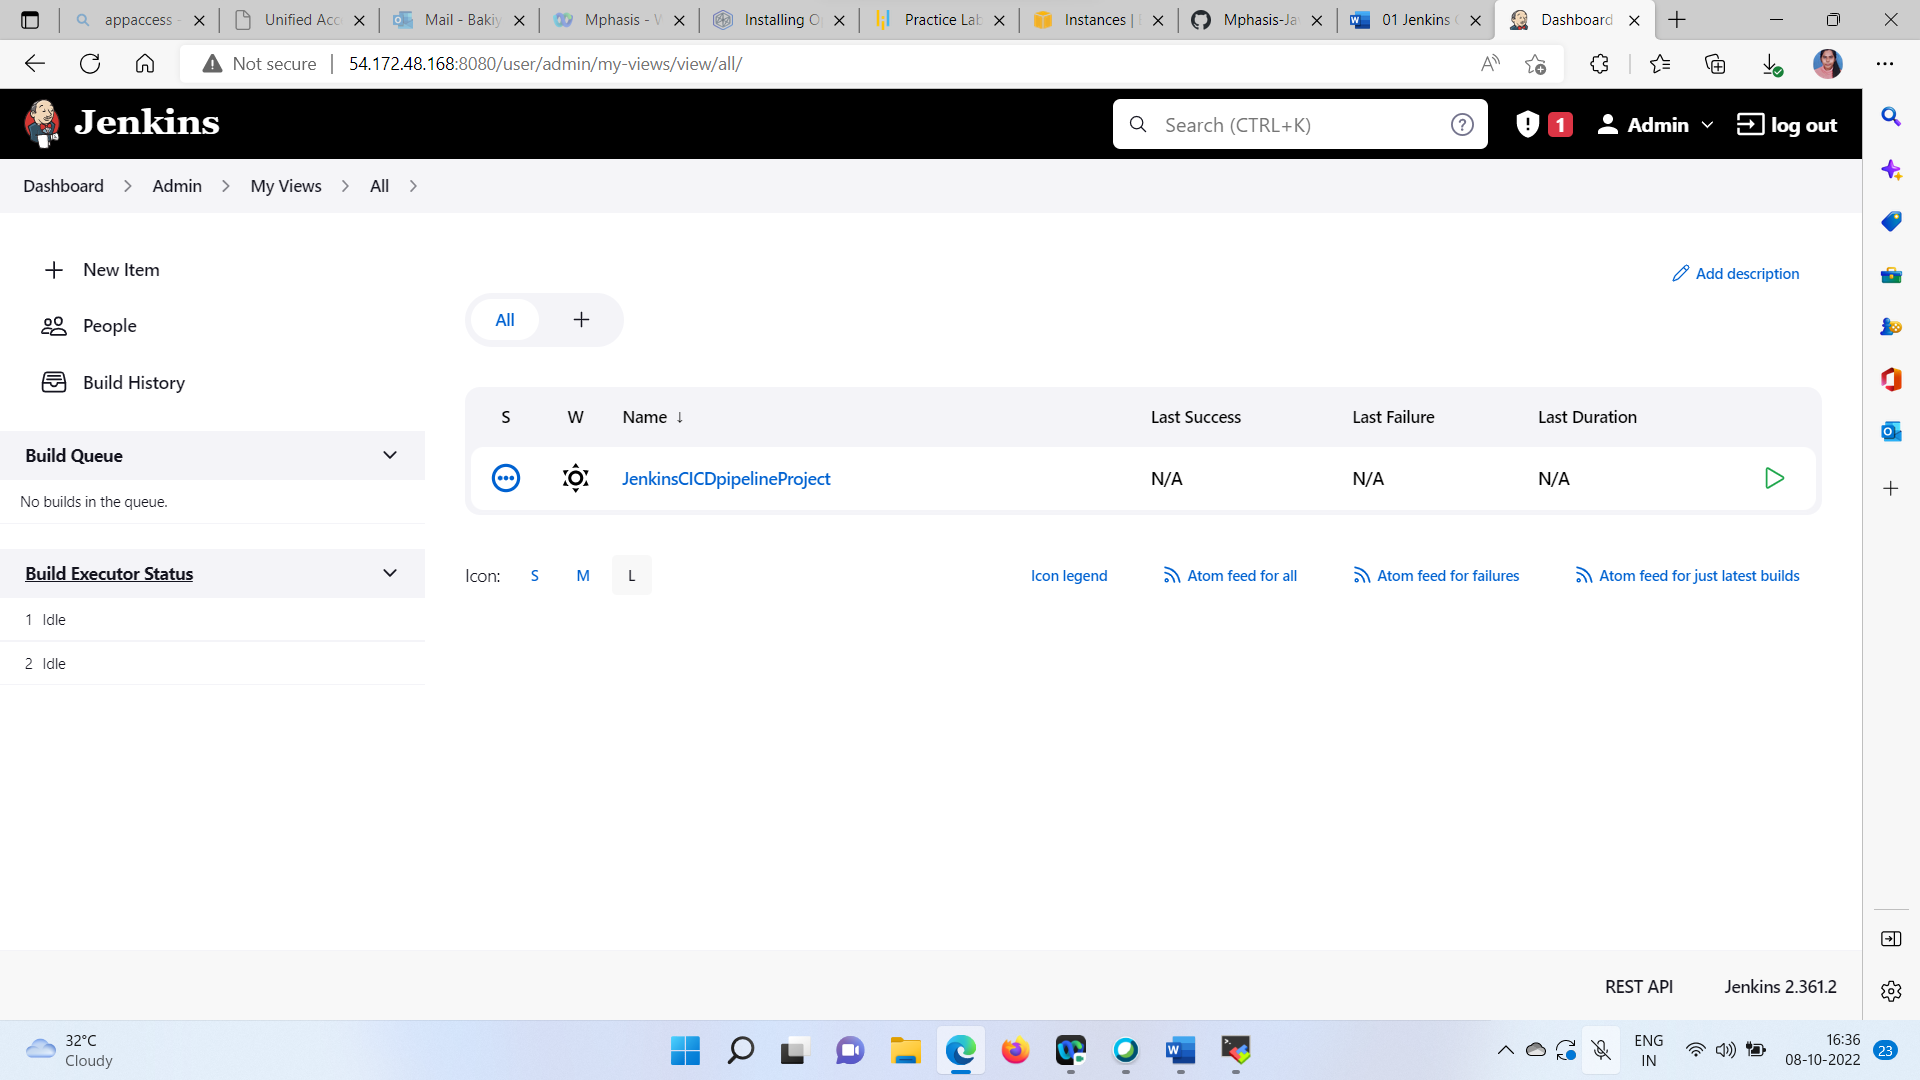 appaccess -
Unified Acc
Mail - Bakiy
Mphasis - W
Installing O
Practice Lab
Instances |
Mphasis-Ja
01 Jenkins
Dashboard
Not secure
54.172.48.168:8080/user/admin/my-views/view/all/
Jenkins
Search (CTRL+K)
1
Admin
log out
Dashboard
Admin
My Views
All
New Item
People
Build History
Add description
All
Build Queue
No builds in the queue.
Build Executor Status
1 Idle
2 Idle
S W Name ↓ Last Success Last Failure Last Duration
JenkinsCICDpipelineProject N/A N/A N/A
Icon: S M L
Icon legend
Atom feed for all
Atom feed for failures
Atom feed for just latest builds
REST API
Jenkins 2.361.2
32°C
Cloudy
ENG
IN
16:36
08-10-2022
23